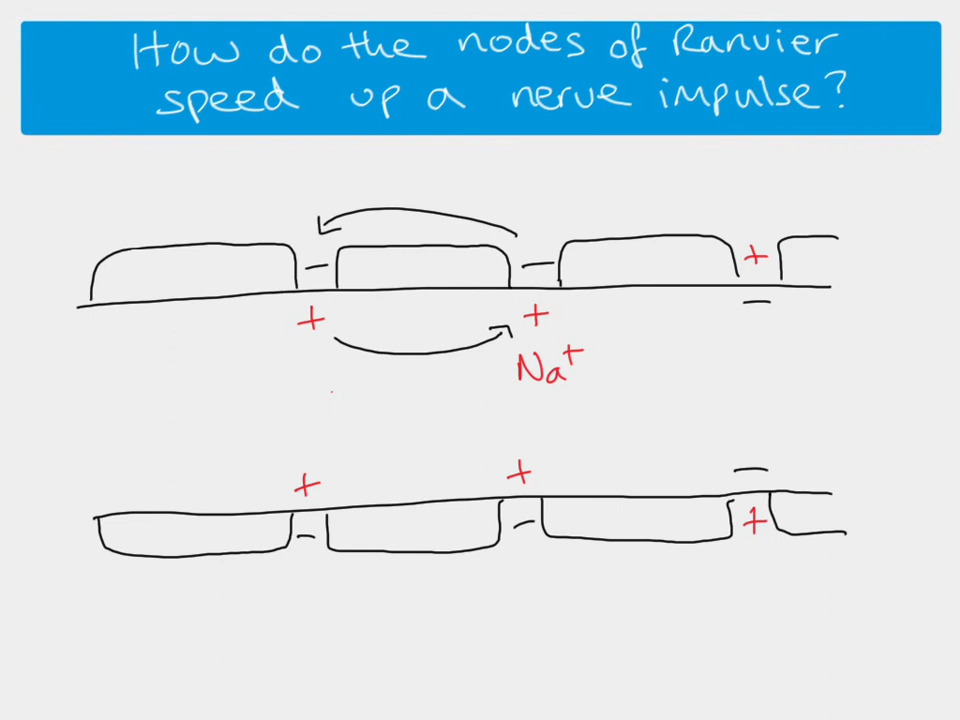 How do the nodes of Ranvier
speed up a nerve impulse?
− − +
+ + −
Na⁺
+ + −
− − +